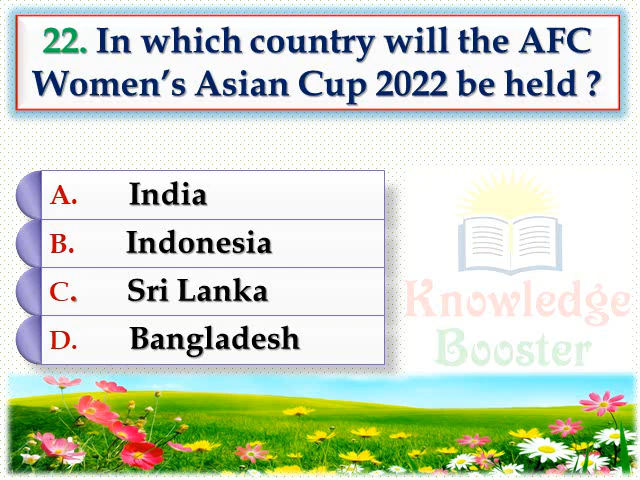 22. In which country will the AFC
Women’s Asian Cup 2022 be held ?
A. India
B. Indonesia
C. Sri Lanka
D. Bangladesh
Knowledge
Booster